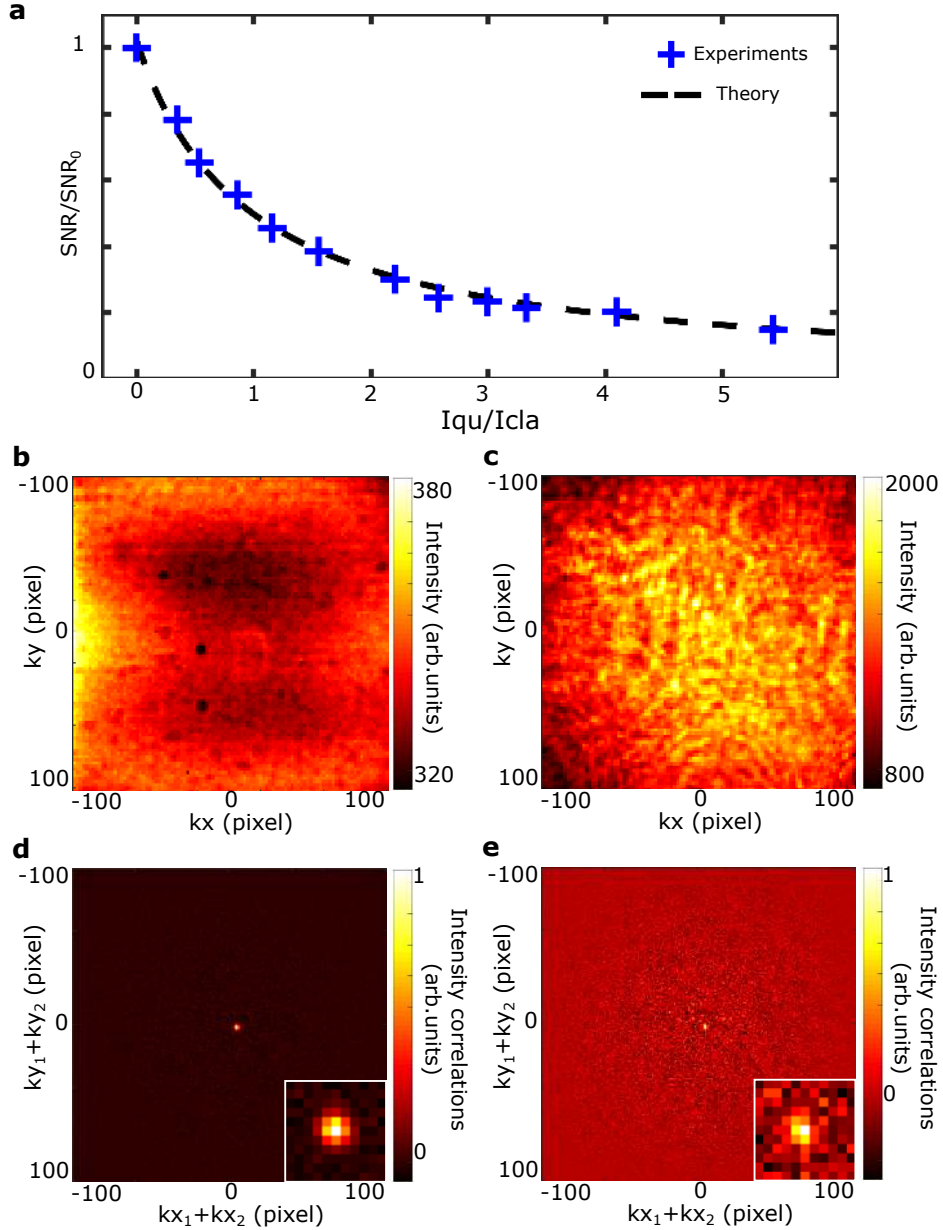 a
1
0
SNR/SNR₀
Experiments
Theory
0 1 2 3 4 5
Iqu/Icla
b
-100
0
100
ky (pixel)
-100 0 100
kx (pixel)
380
320
Intensity (arb.units)
c
-100
0
100
ky (pixel)
-100 0 100
kx (pixel)
2000
800
Intensity (arb.units)
d
-100
0
100
ky₁+ky₂ (pixel)
-100 0 100
kx₁+kx₂ (pixel)
1
0
Intensity correlations
(arb.units)
e
-100
0
100
ky₁+ky₂ (pixel)
-100 0 100
kx₁+kx₂ (pixel)
1
0
Intensity correlations
(arb.units)